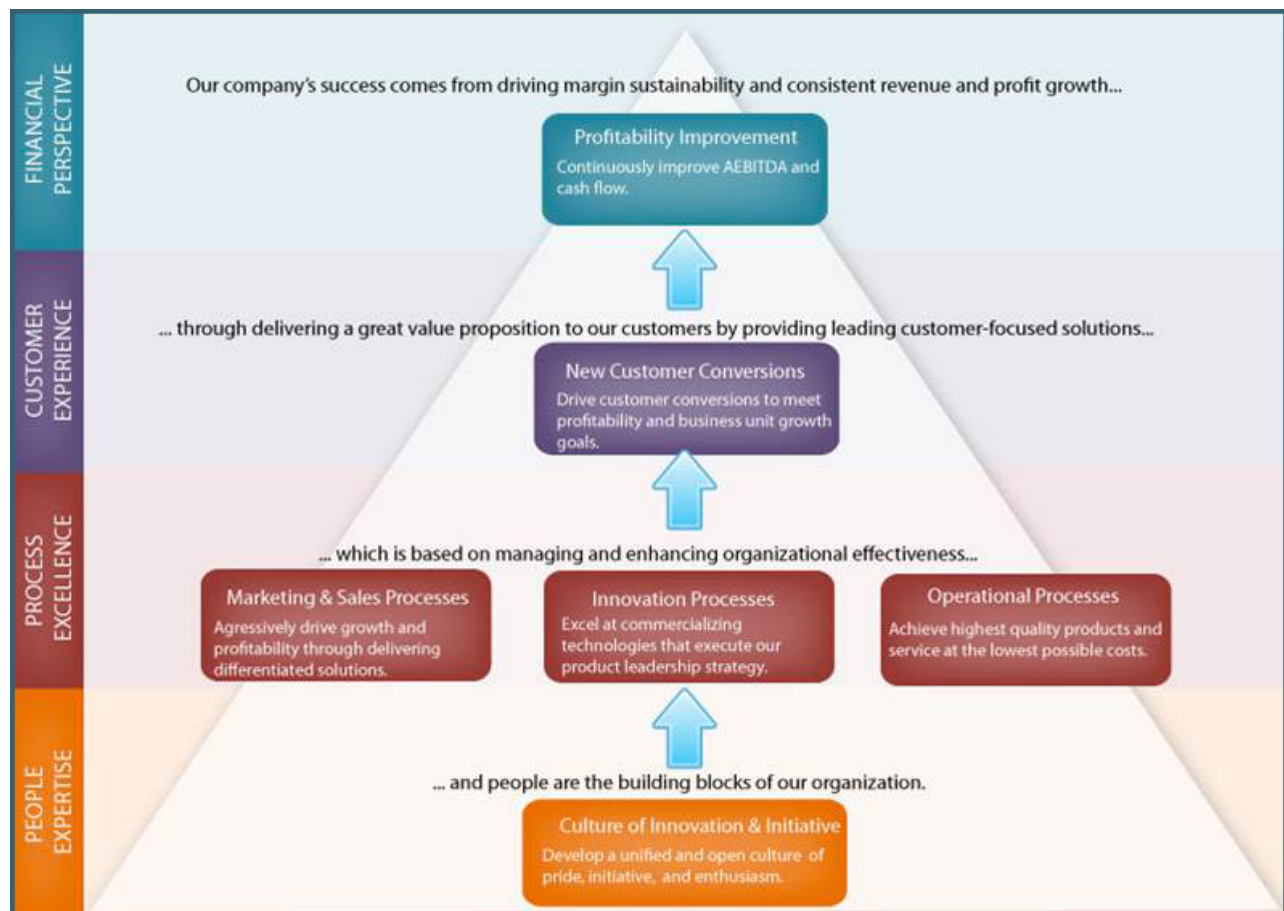 FINANCIAL
PERSPECTIVE
Our company's success comes from driving margin sustainability and consistent revenue and profit growth...
Profitability Improvement
Continuously improve AEBITDA and
cash flow.
CUSTOMER
EXPERIENCE
... through delivering a great value proposition to our customers by providing leading customer-focused solutions...
New Customer Conversions
Drive customer conversions to meet
profitability and business unit growth
goals.
PROCESS
EXCELLENCE
... which is based on managing and enhancing organizational effectiveness...
Marketing & Sales Processes
Agressively drive growth and
profitability through delivering
differentiated solutions.
Innovation Processes
Excel at commercializing
technologies that execute our
product leadership strategy.
Operational Processes
Achieve highest quality products and
service at the lowest possible costs.
PEOPLE
EXPERTISE
... and people are the building blocks of our organization.
Culture of Innovation & Initiative
Develop a unified and open culture of
pride, initiative, and enthusiasm.